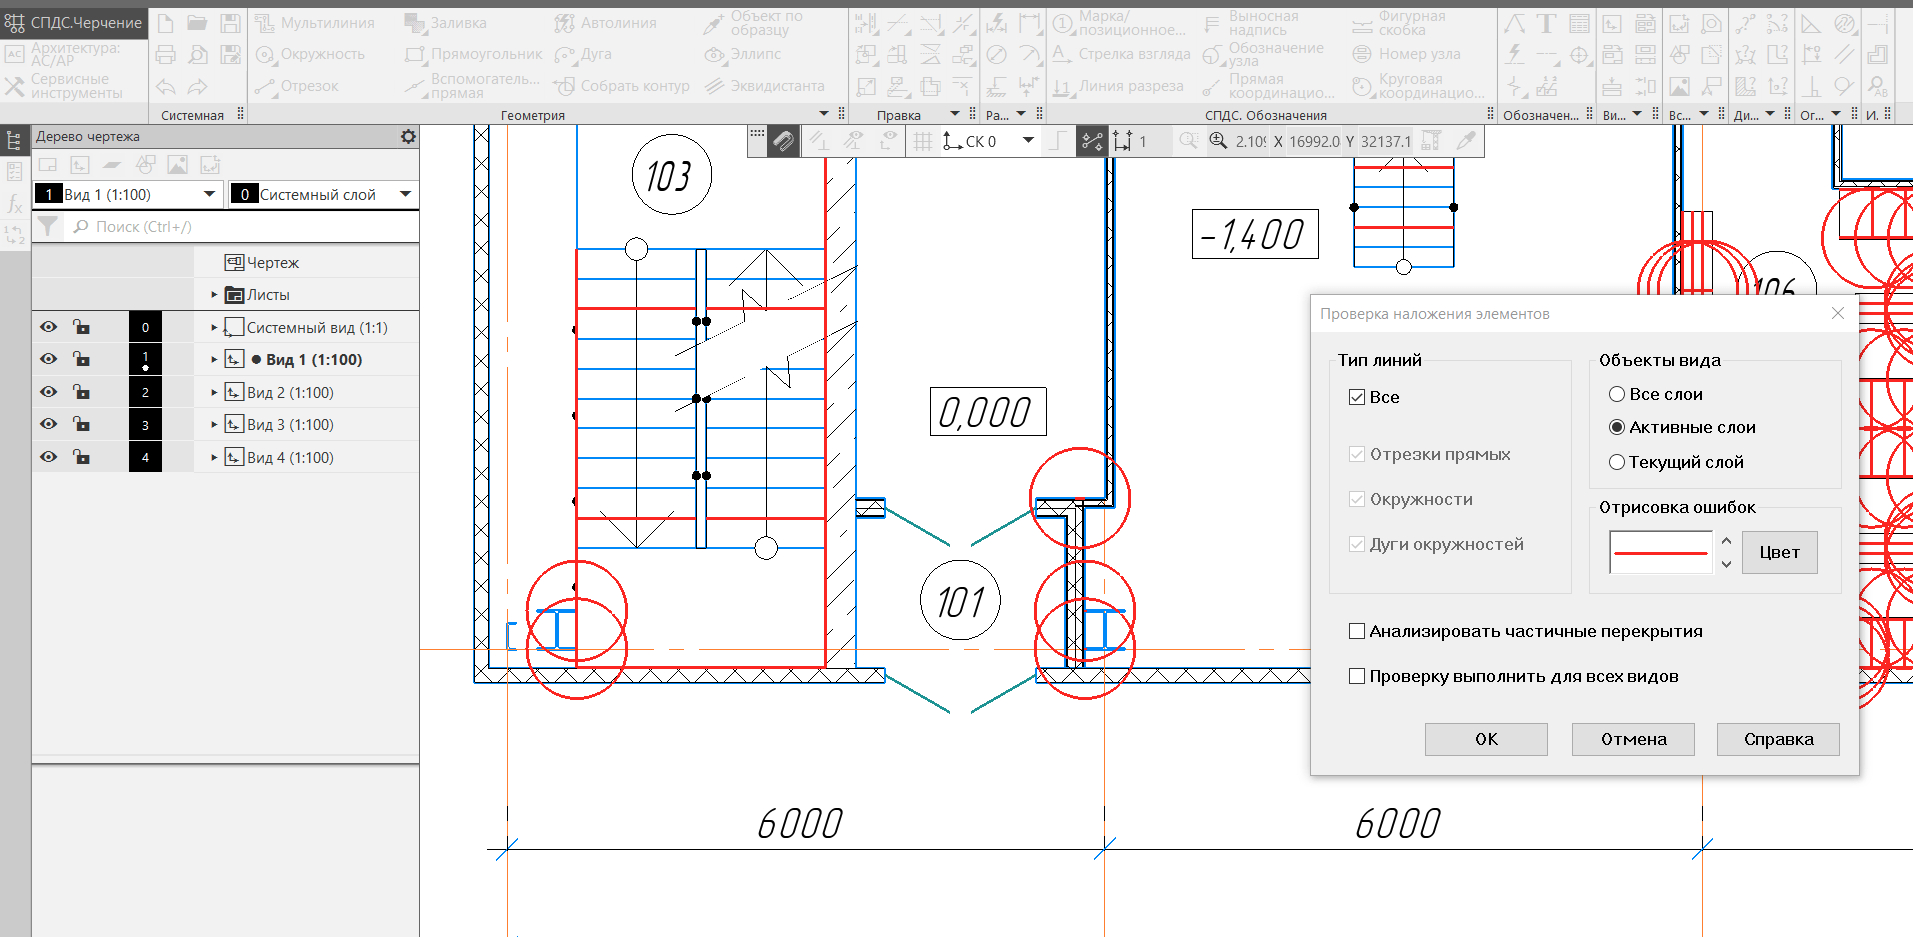 СПДС.Черчение
Архитектура:
АС/АР
Сервисные
инструменты
Системная
Мультилиния
Окружность
Отрезок
Заливка
Прямоугольник
Вспомогатель...
прямая
Автолиния
Дуга
Собрать контур
Объект по
образцу
Эллипс
Эквидистанта
Геометрия
Правка
Ра...
Марка/
позиционное...
Стрелка взгляда
Линия разреза
Выносная
надпись
Обозначение
узла
Прямая
координацио...
Фигурная
скобка
Номер узла
Круговая
координацио...
СПДС. Обозначения
Обозначен...
Ви...
Вс...
Ди...
Ог...
И.
Дерево чертежа
1 Вид 1 (1:100)
0 Системный слой
Поиск (Ctrl+/)
Чертеж
Листы
0 Системный вид (1:1)
1 Вид 1 (1:100)
2 Вид 2 (1:100)
3 Вид 3 (1:100)
4 Вид 4 (1:100)
СК 0
1
2.109
X 16992.0
Y 32137.1
103
-1,400
106
0,000
101
6000
6000
Проверка наложения элементов
Тип линий
Все
Отрезки прямых
Окружности
Дуги окружностей
Объекты вида
Все слои
Активные слои
Текущий слой
Отрисовка ошибок
Цвет
Анализировать частичные перекрытия
Проверку выполнить для всех видов
OK
Отмена
Справка